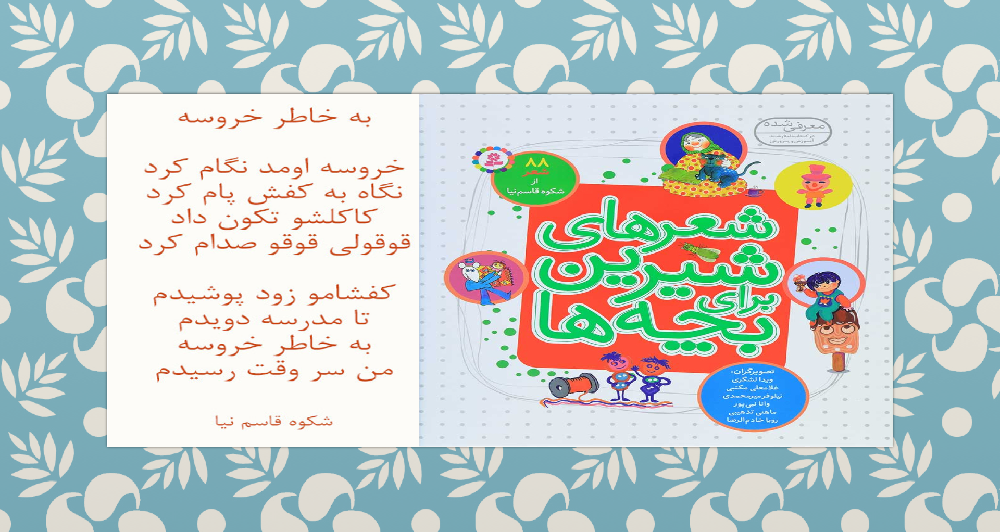 به خاطر خروسه
خروسه اومد نگام کرد
نگاه به کفش پام کرد
کاکلشو تکون داد
قوقولی قوقو صدام کرد
کفشامو زود پوشیدم
تا مدرسه دویدم
به خاطر خروسه
من سر وقت رسیدم
شکوه قاسم نیا
معرفی‌شده
در کتاب‌نامه‌ی رشد
آموزش و پرورش
۸۸
شعر
از
شکوه قاسم‌نیا
شعرهای
شیرین
برای
بچه‌ها
تصویرگران:
ویدا لشگری
غلامعلی مکتبی
نیلوفر میرمحمدی
وانا نبی‌پور
ماهنی تذهیبی
رویا خادم‌الرضا